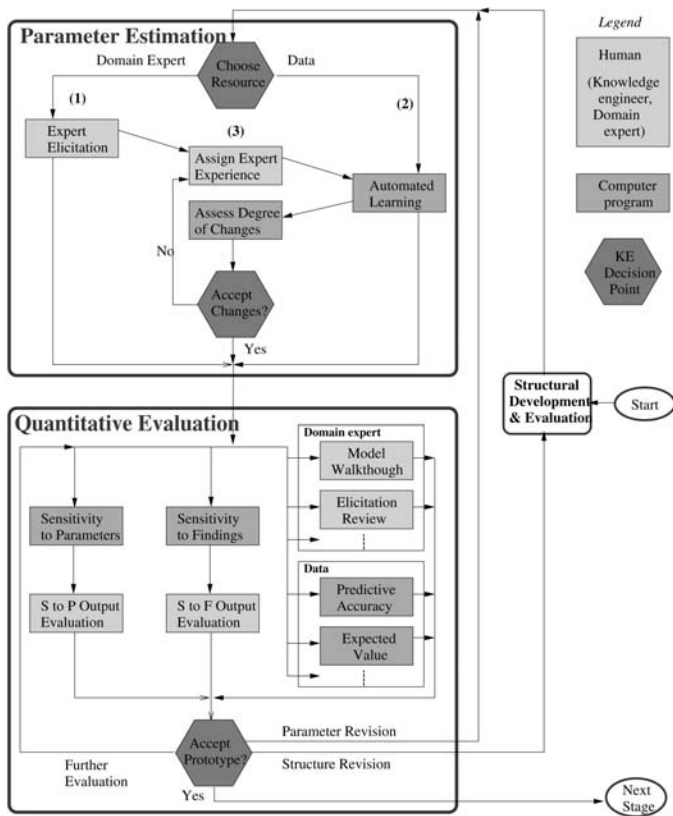 Parameter Estimation
Domain Expert
Choose
Resource
Data
(1)
(2)
Expert
Elicitation
(3)
Assign Expert
Experience
Automated
Learning
Assess Degree
of Changes
No
Accept
Changes?
Yes
Legend
Human
(Knowledge
engineer,
Domain
expert)
Computer
program
KE
Decision
Point
Structural
Development
& Evaluation
Start
Quantitative Evaluation
Domain expert
Model
Walkthough
Elicitation
Review
Sensitivity
to Parameters
Sensitivity
to Findings
Data
Predictive
Accuracy
Expected
Value
S to P Output
Evaluation
S to F Output
Evaluation
Accept
Prototype?
Parameter Revision
Structure Revision
Further
Evaluation
Yes
Next
Stage